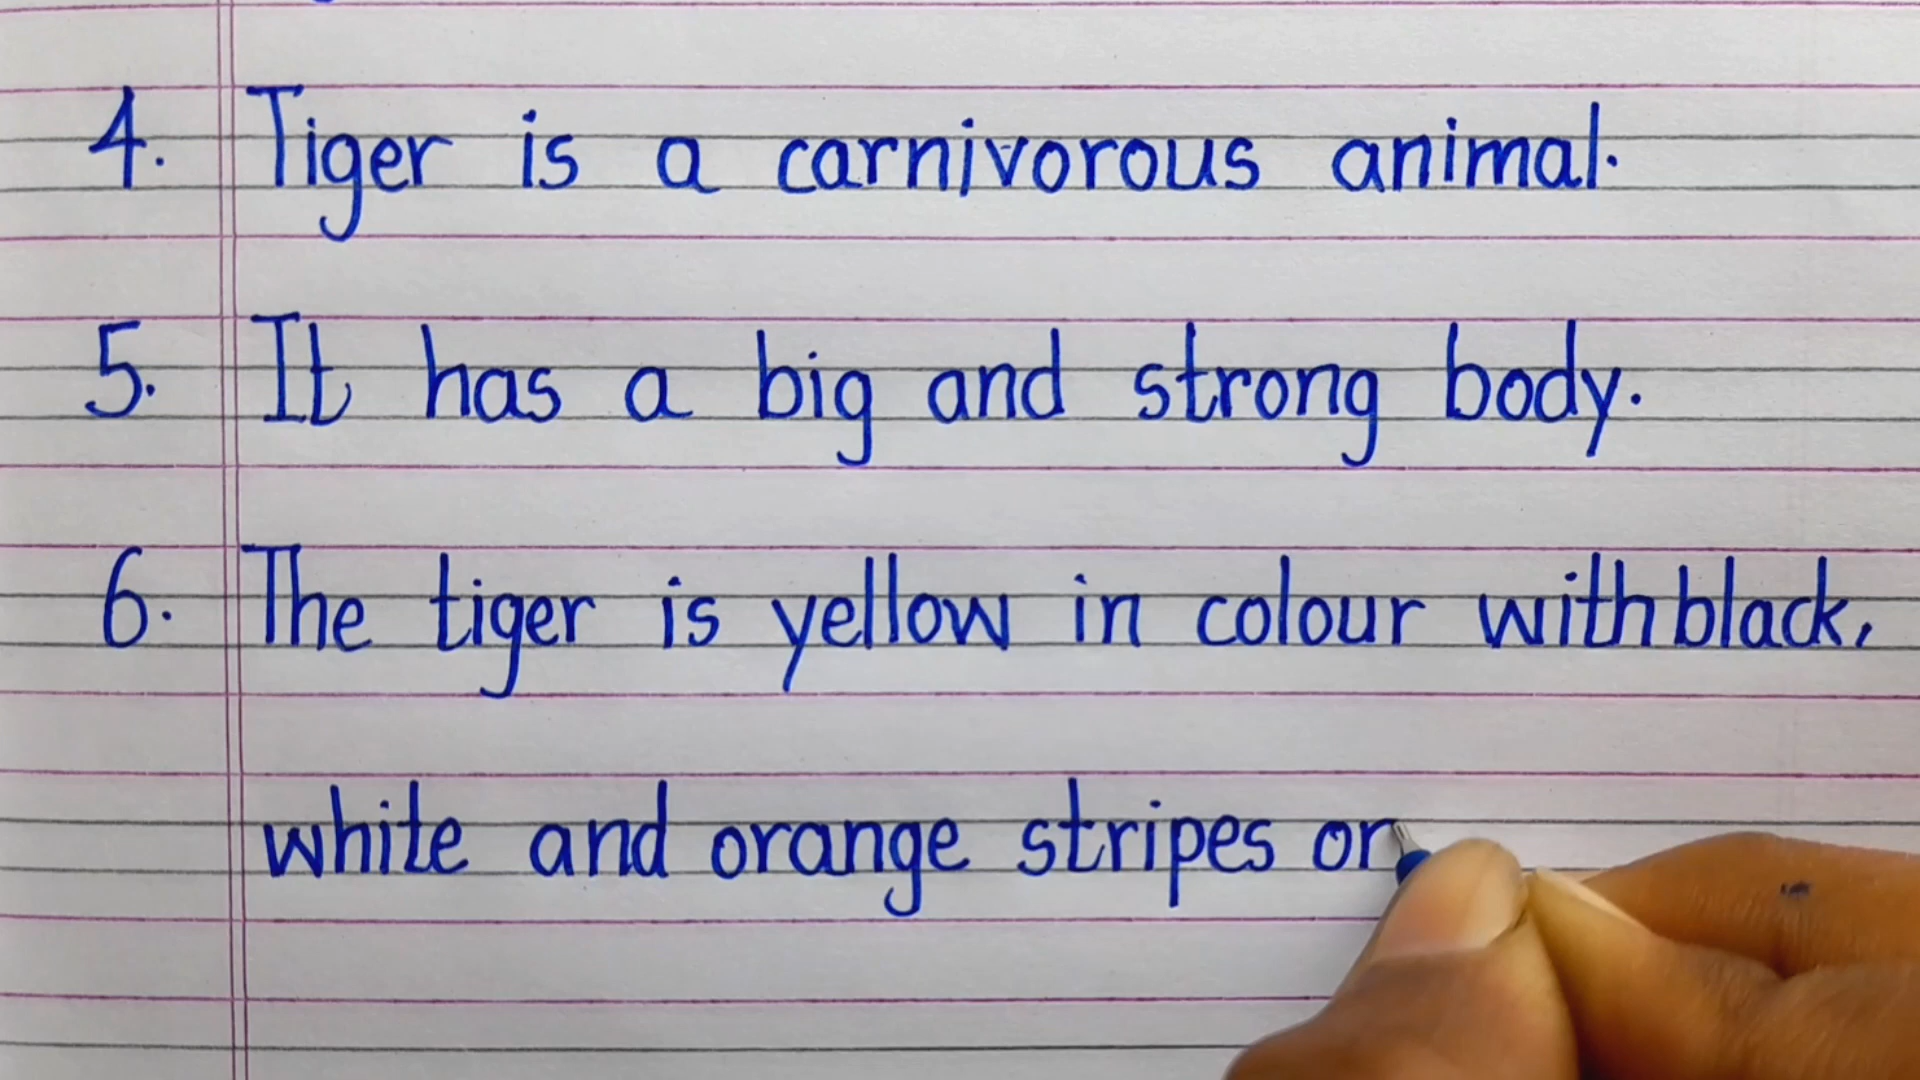 4. Tiger is a carnivorous animal.
5. It has a big and strong body.
6. The tiger is yellow in colour with black,
white and orange stripes or